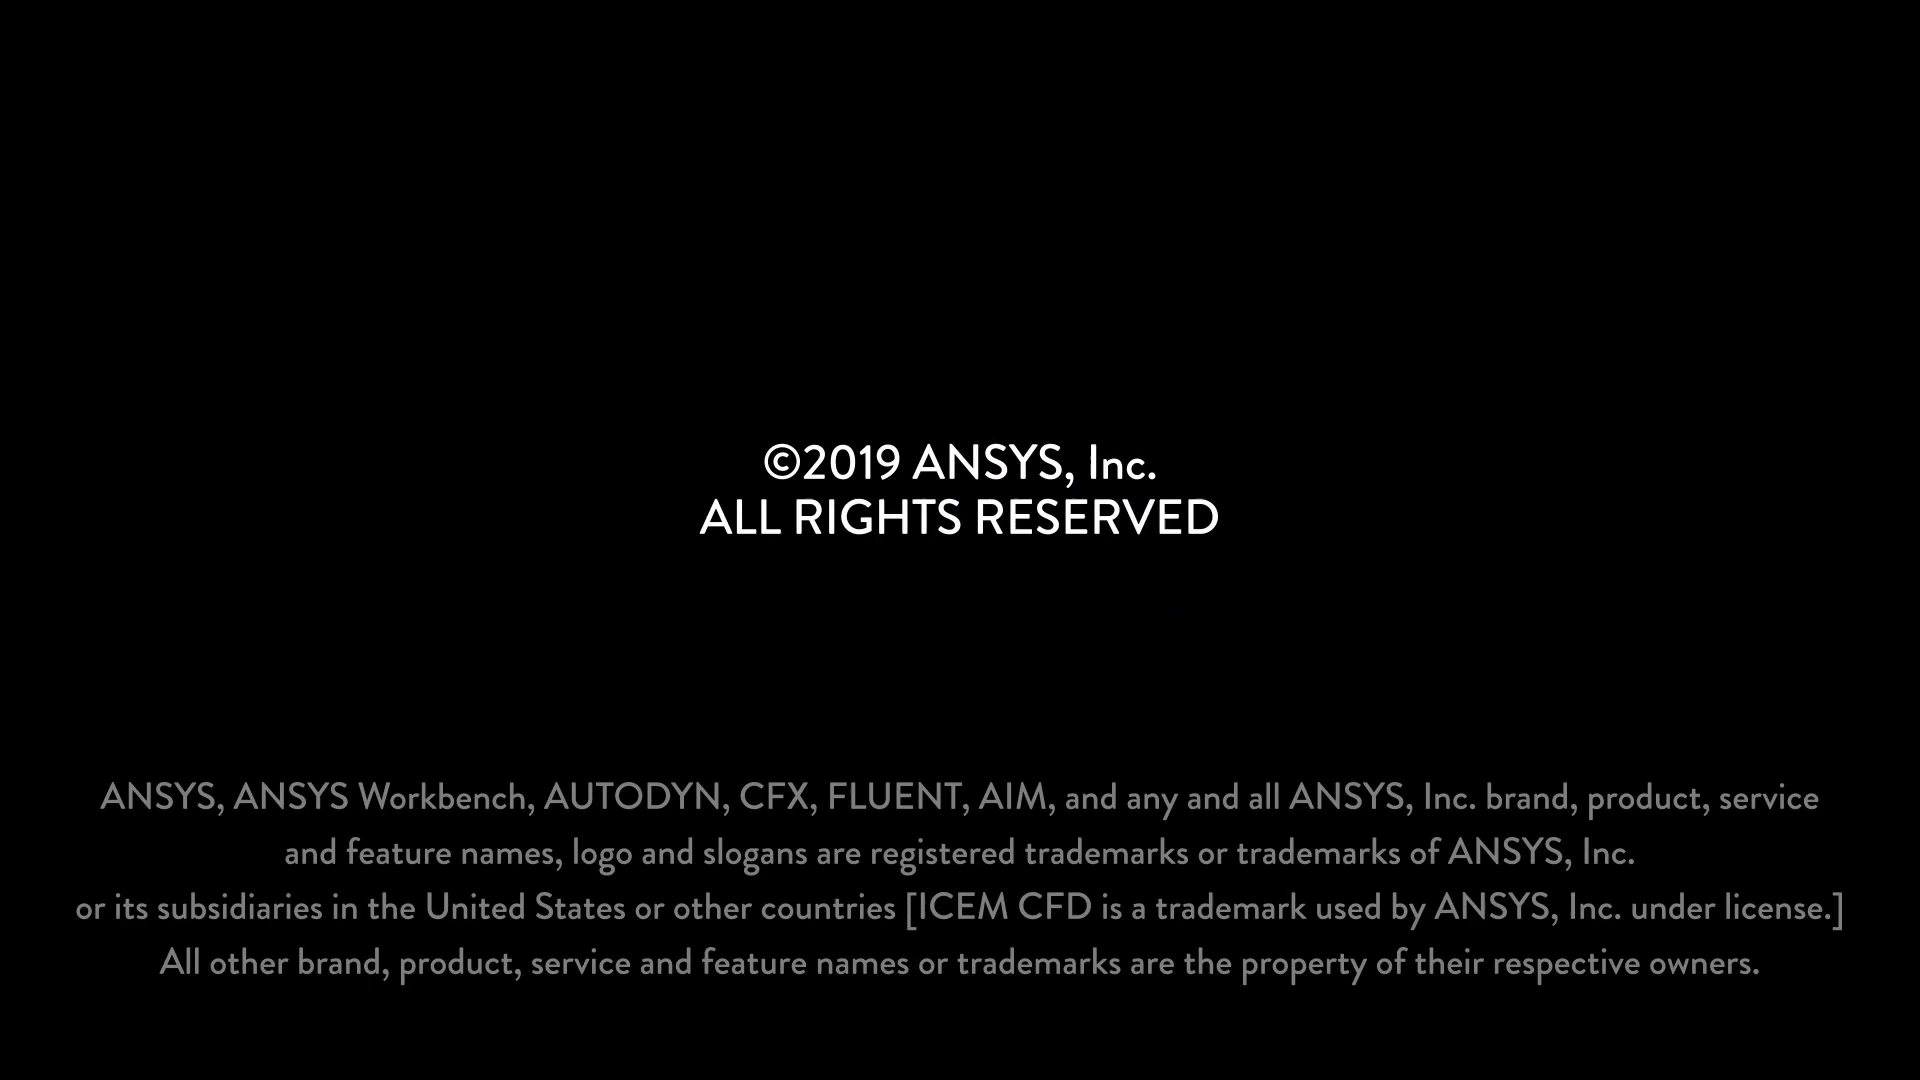 ©2019 ANSYS, Inc.
ALL RIGHTS RESERVED
ANSYS, ANSYS Workbench, AUTODYN, CFX, FLUENT, AIM, and any and all ANSYS, Inc. brand, product, service
and feature names, logo and slogans are registered trademarks or trademarks of ANSYS, Inc.
or its subsidiaries in the United States or other countries [ICEM CFD is a trademark used by ANSYS, Inc. under license.]
All other brand, product, service and feature names or trademarks are the property of their respective owners.